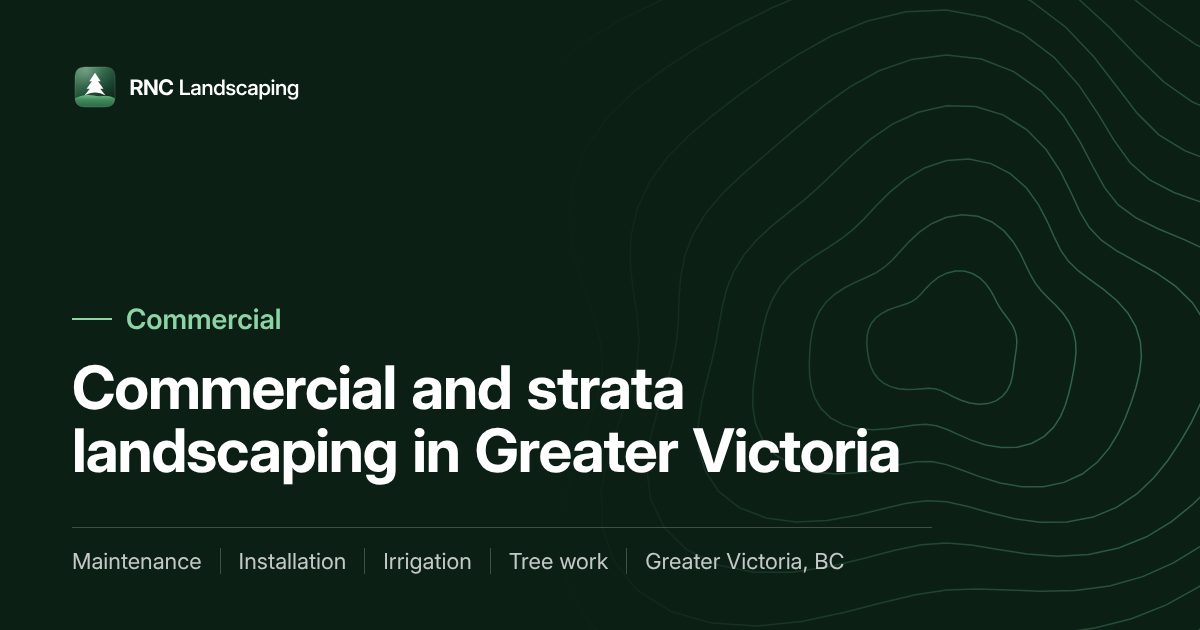 RNC Landscaping
Commercial
Commercial and strata
landscaping in Greater Victoria
Maintenance
Installation
Irrigation
Tree work
Greater Victoria, BC